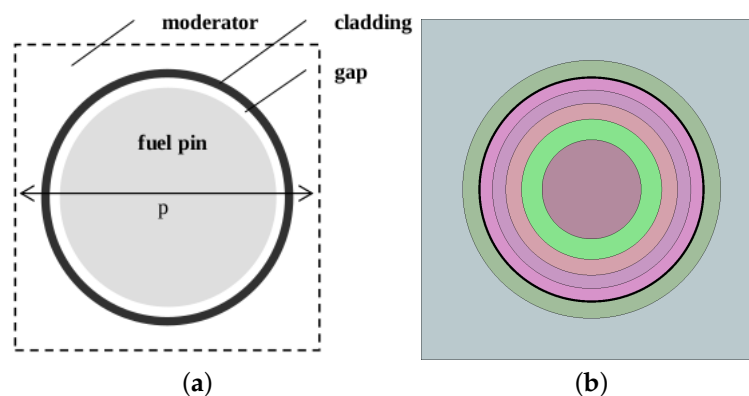 moderator
cladding
gap
fuel pin
p
(a)
(b)